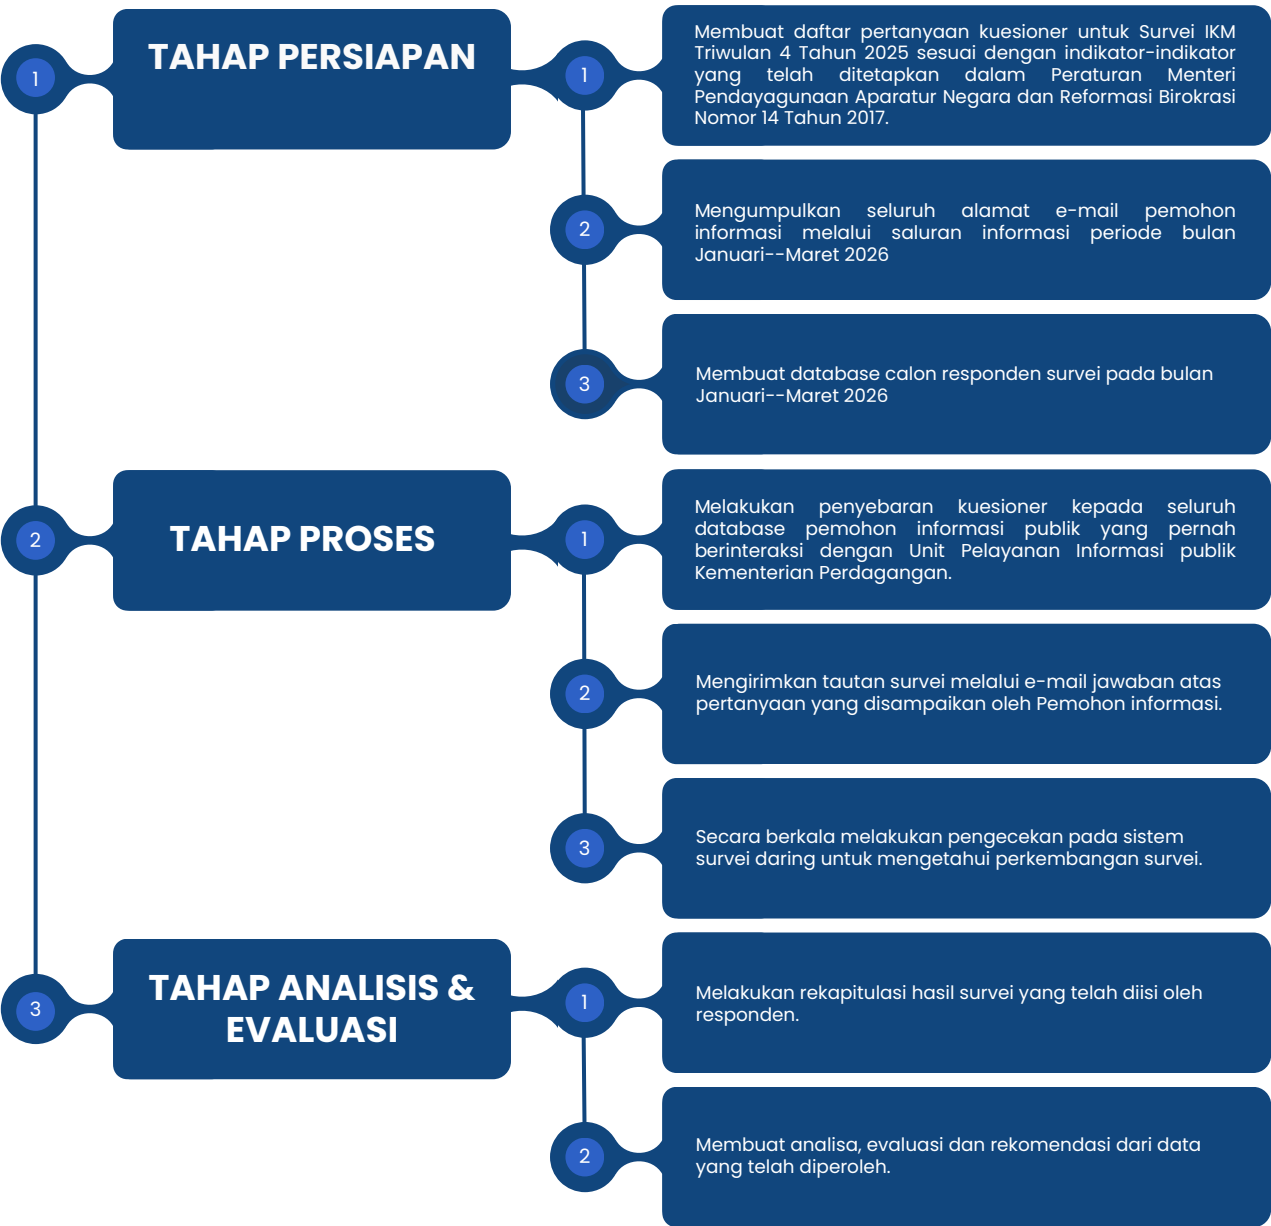 1
TAHAP PERSIAPAN
1
Membuat daftar pertanyaan kuesioner untuk Survei IKM
Triwulan 4 Tahun 2025 sesuai dengan indikator-indikator
yang telah ditetapkan dalam Peraturan Menteri
Pendayagunaan Aparatur Negara dan Reformasi Birokrasi
Nomor 14 Tahun 2017.
2
Mengumpulkan seluruh alamat e-mail pemohon
informasi melalui saluran informasi periode bulan
Januari--Maret 2026
3
Membuat database calon responden survei pada bulan
Januari--Maret 2026
2
TAHAP PROSES
1
Melakukan penyebaran kuesioner kepada seluruh
database pemohon informasi publik yang pernah
berinteraksi dengan Unit Pelayanan Informasi publik
Kementerian Perdagangan.
2
Mengirimkan tautan survei melalui e-mail jawaban atas
pertanyaan yang disampaikan oleh Pemohon informasi.
3
Secara berkala melakukan pengecekan pada sistem
survei daring untuk mengetahui perkembangan survei.
3
TAHAP ANALISIS &
EVALUASI
1
Melakukan rekapitulasi hasil survei yang telah diisi oleh
responden.
2
Membuat analisa, evaluasi dan rekomendasi dari data
yang telah diperoleh.